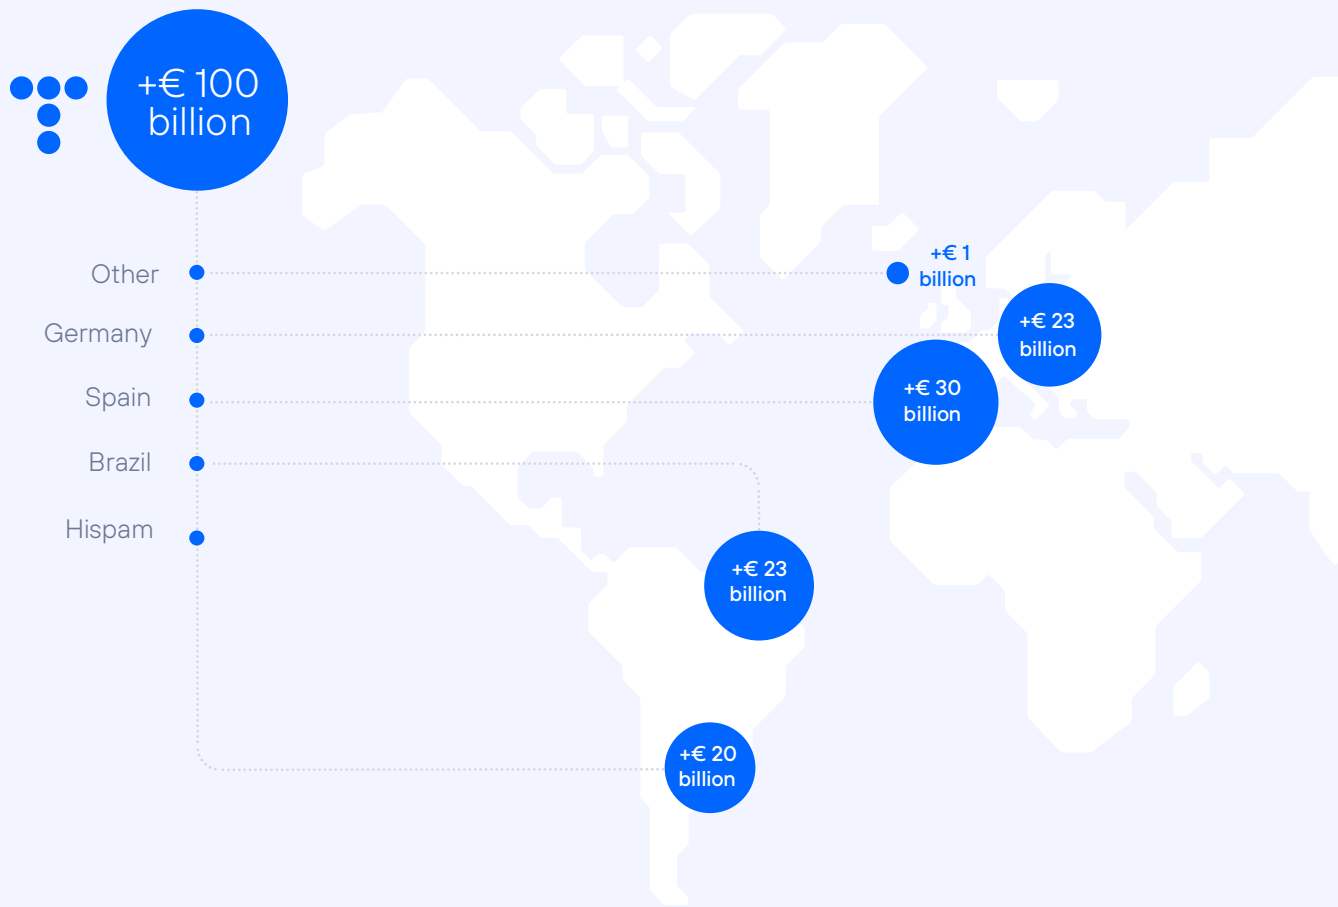 +€ 100
billion
Other
+€ 1
billion
Germany
+€ 23
billion
Spain
+€ 30
billion
Brazil
+€ 23
billion
Hispam
+€ 20
billion